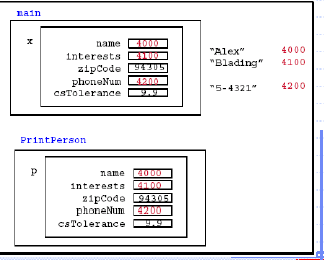 main
x
name 4000
interests 4100
zipCode 94305
phoneNum 4200
csTolerance 9.9
"Alex" 4000
"Blading" 4100
"5-4321" 4200
PrintPerson
p
name 4000
interests 4100
zipCode 94305
phoneNum 4200
csTolerance 9.9